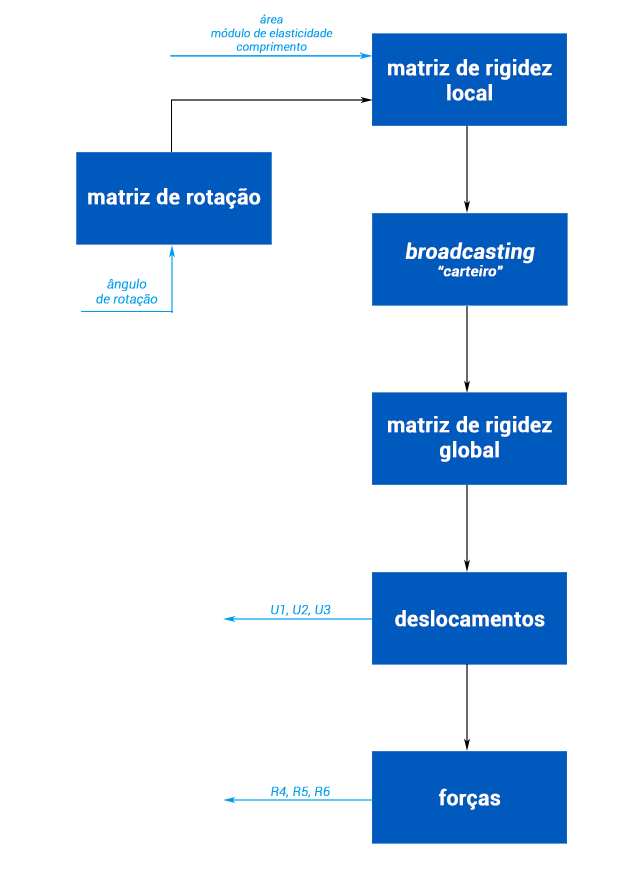 área
módulo de elasticidade
comprimento
matriz de rigidez
local
matriz de rotação
ângulo
de rotação
broadcasting
“carteiro”
matriz de rigidez
global
U1, U2, U3
deslocamentos
R4, R5, R6
forças